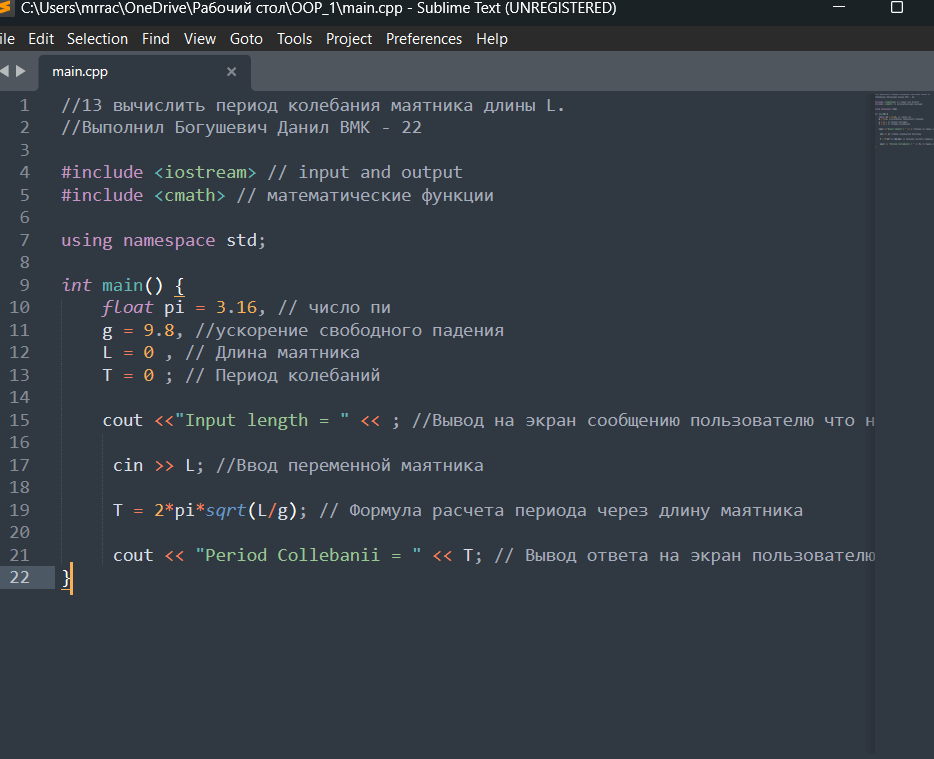 C:\Users\mrrac\OneDrive\Рабочий стол\OOP_1\main.cpp - Sublime Text (UNREGISTERED)
ile Edit Selection Find View Goto Tools Project Preferences Help
main.cpp ×
1 //13 вычислить период колебания маятника длины L.
2 //Выполнил Богушевич Данил ВМК - 22
3
4 #include <iostream> // input and output
5 #include <cmath> // математические функции
6
7 using namespace std;
8
9 int main() {
10 float pi = 3.16, // число пи
11 g = 9.8, //ускорение свободного падения
12 L = 0 , // Длина маятника
13 T = 0 ; // Период колебаний
14
15 cout <<"Input length = " << ; //Вывод на экран сообщению пользователю что н
16
17 cin >> L; //Ввод переменной маятника
18
19 T = 2*pi*sqrt(L/g); // Формула расчета периода через длину маятника
20
21 cout << "Period Collebanii = " << T; // Вывод ответа на экран пользователю
22 }